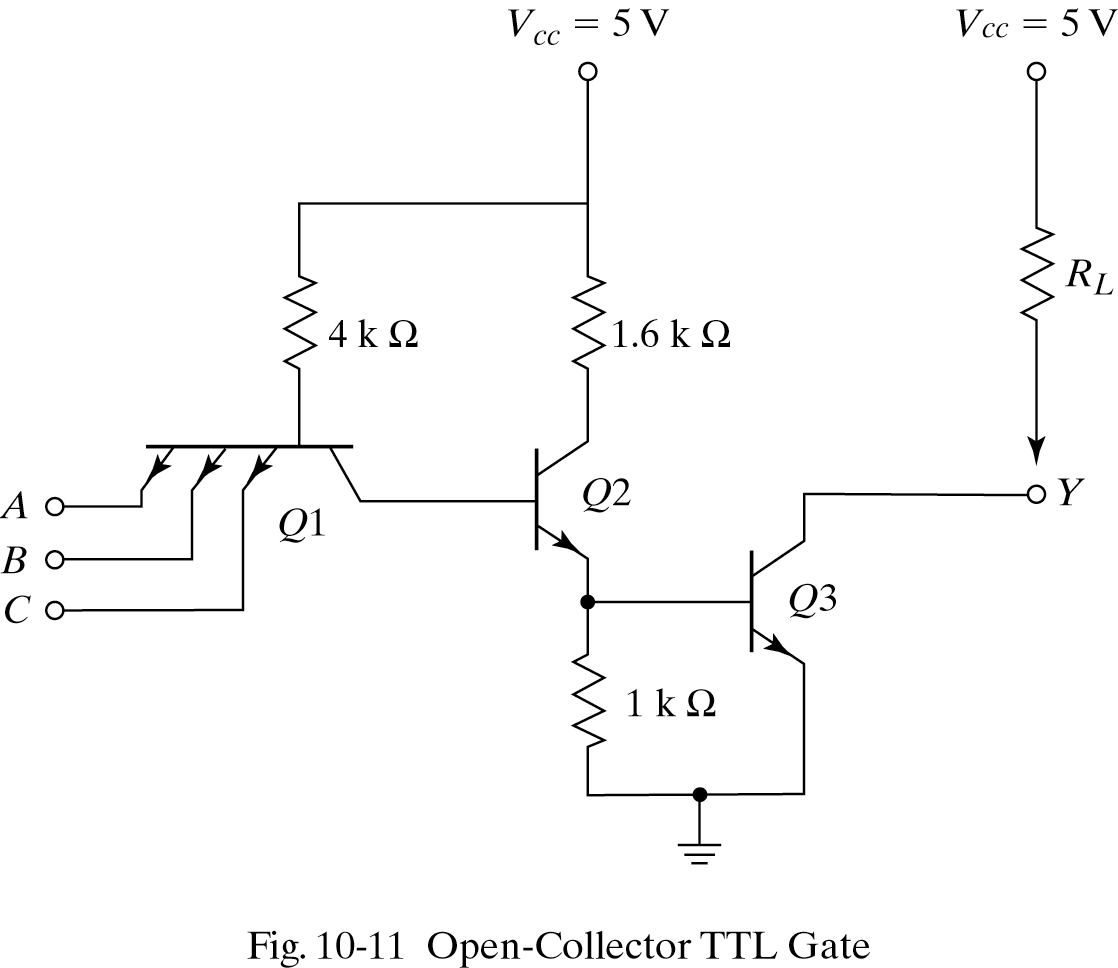 Vcc = 5 V
Vcc = 5 V
RL
4 k Ω
1.6 k Ω
A
Q2
Y
Q1
B
C
Q3
1 k Ω
Fig. 10-11 Open-Collector TTL Gate